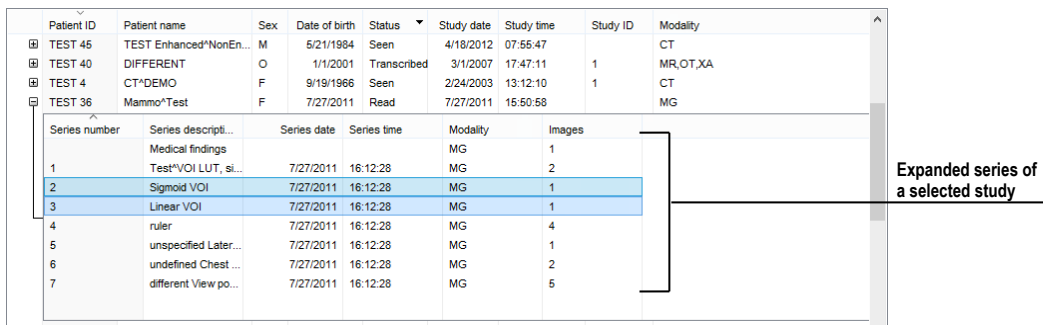 Patient ID Patient name Sex Date of birth Status Study date Study time Study ID Modality
TEST 45 TEST Enhanced^NonEn... M 5/21/1984 Seen 4/18/2012 07:55:47 CT
TEST 40 DIFFERENT O 1/1/2001 Transcribed 3/1/2007 17:47:11 1 MR,OT,XA
TEST 4 CT^DEMO F 9/19/1966 Seen 2/24/2003 13:12:10 1 CT
TEST 36 Mammo^Test F 7/27/2011 Read 7/27/2011 15:50:58 MG
Series number Series descripti... Series date Series time Modality Images
Medical findings MG 1
1 Test^VOI LUT, si... 7/27/2011 16:12:28 MG 2
2 Sigmoid VOI 7/27/2011 16:12:28 MG 1
3 Linear VOI 7/27/2011 16:12:28 MG 1
4 ruler 7/27/2011 16:12:28 MG 4
5 unspecified Later... 7/27/2011 16:12:28 MG 1
6 undefined Chest ... 7/27/2011 16:12:28 MG 2
7 different View po... 7/27/2011 16:12:28 MG 5
Expanded series of
a selected study